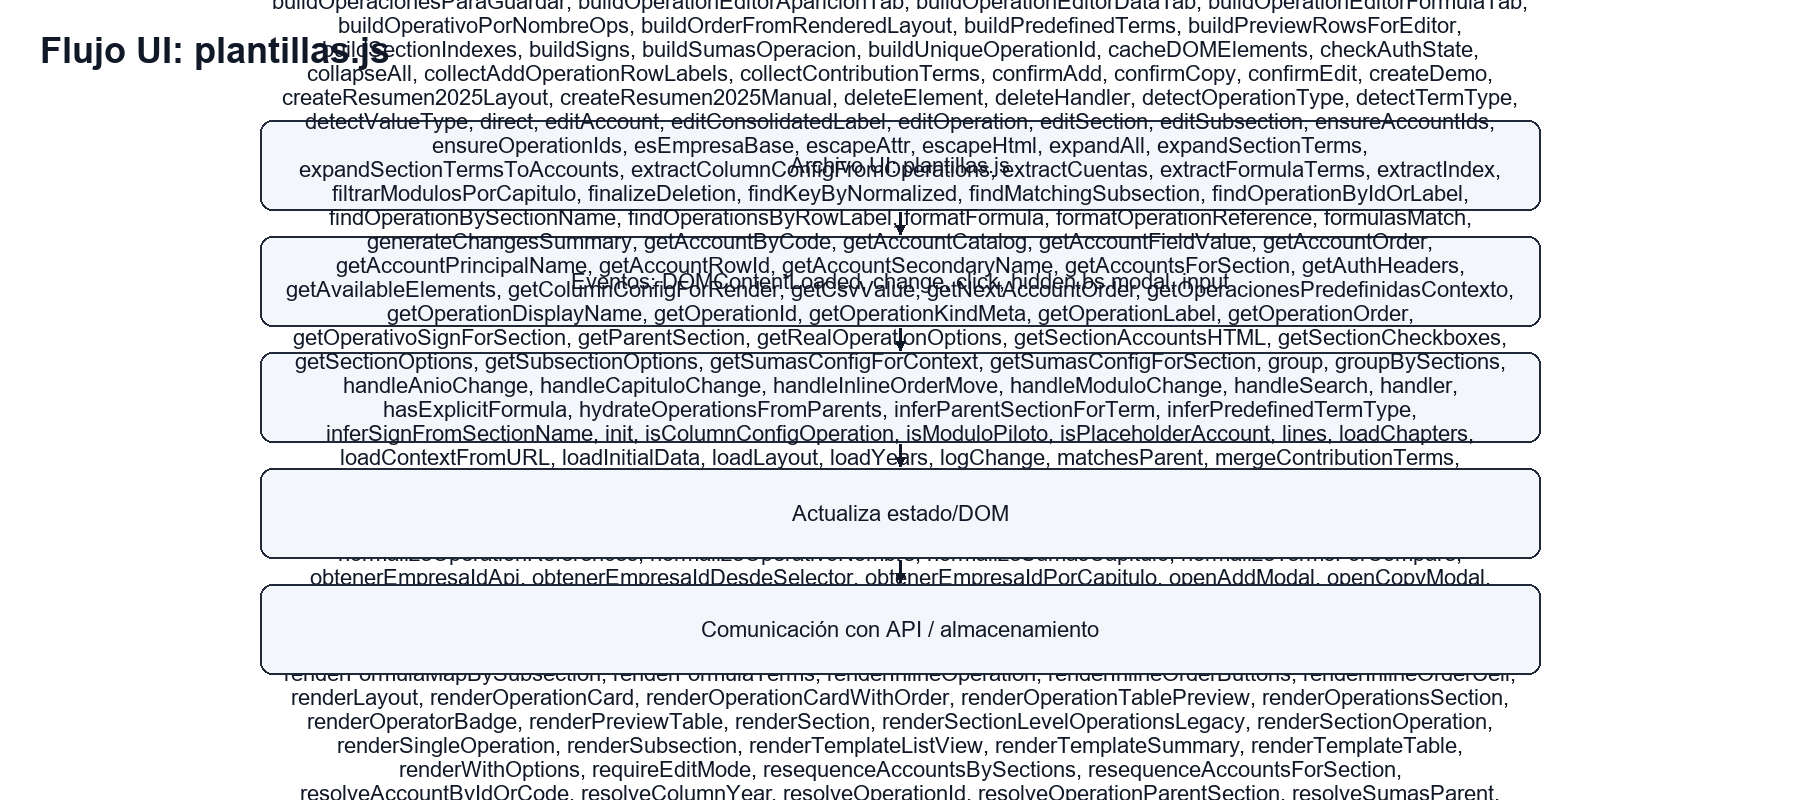 buildOperacionesParaGuardar, buildOperationEditorAparicionTab, buildOperationEditorDataTab, buildOperationEditorFormulaTab,
buildOperativoPorNombreOps, buildOrderFromRenderedLayout, buildPredefinedTerms, buildPreviewRowsForEditor,
Flujo UI: plantillas.js
buildSectionIndexes, buildSigns, buildSumasOperacion, buildUniqueOperationId, cacheDOMElements, checkAuthState,
collapseAll, collectAddOperationRowLabels, collectContributionTerms, confirmAdd, confirmCopy, confirmEdit, createDemo,
createResumen2025Layout, createResumen2025Manual, deleteElement, deleteHandler, detectOperationType, detectTermType,
detectValueType, direct, editAccount, editConsolidatedLabel, editOperation, editSection, editSubsection, ensureAccountIds,
ensureOperationIds, esEmpresaBase, escapeAttr, escapeHtml, expandAll, expandSectionTerms,
Archivo UI: plantillas.js
expandSectionTermsToAccounts, extractColumnConfigFromOperations, extractCuentas, extractFormulaTerms, extractIndex,
filtrarModulosPorCapitulo, finalizeDeletion, findKeyByNormalized, findMatchingSubsection, findOperationByIdOrLabel,
findOperationBySectionName, findOperationsByRowLabel, formatFormula, formatOperationReference, formulasMatch,
generateChangesSummary, getAccountByCode, getAccountCatalog, getAccountFieldValue, getAccountOrder,
getAccountPrincipalName, getAccountRowId, getAccountSecondaryName, getAccountsForSection, getAuthHeaders,
Eventos: DOMContentLoaded, change, click, hidden.bs.modal, input
getAvailableElements, getColumnConfigForRender, getCsvValue, getNextAccountOrder, getOperacionesPredefinidasContexto,
getOperationDisplayName, getOperationId, getOperationKindMeta, getOperationLabel, getOperationOrder,
getOperativoSignForSection, getParentSection, getRealOperationOptions, getSectionAccountsHTML, getSectionCheckboxes,
getSectionOptions, getSubsectionOptions, getSumasConfigForContext, getSumasConfigForSection, group, groupBySections,
handleAnioChange, handleCapituloChange, handleInlineOrderMove, handleModuloChange, handleSearch, handler,
hasExplicitFormula, hydrateOperationsFromParents, inferParentSectionForTerm, inferPredefinedTermType,
inferSignFromSectionName, init, isColumnConfigOperation, isModuloPiloto, isPlaceholderAccount, lines, loadChapters,
loadContextFromURL, loadInitialData, loadLayout, loadYears, logChange, matchesParent, mergeContributionTerms,
Actualiza estado/DOM
obtenerEmpresaIdApi, obtenerEmpresaIdDesdeSelector, obtenerEmpresaIdPorCapitulo, openAddModal, openCopyModal,
Comunicación con API / almacenamiento
renderFormulaMapBySubsection, renderFormulaTerms, renderInlineOperation, renderInlineOrderButtons, renderInlineOrderCell,
renderLayout, renderOperationCard, renderOperationCardWithOrder, renderOperationTablePreview, renderOperationsSection,
renderOperatorBadge, renderPreviewTable, renderSection, renderSectionLevelOperationsLegacy, renderSectionOperation,
renderSingleOperation, renderSubsection, renderTemplateListView, renderTemplateSummary, renderTemplateTable,
renderWithOptions, requireEditMode, resequenceAccountsBySections, resequenceAccountsForSection,
resolveAccountByIdOrCode, resolveColumnYear, resolveOperationId, resolveOperationParentSection, resolveSumasParent,